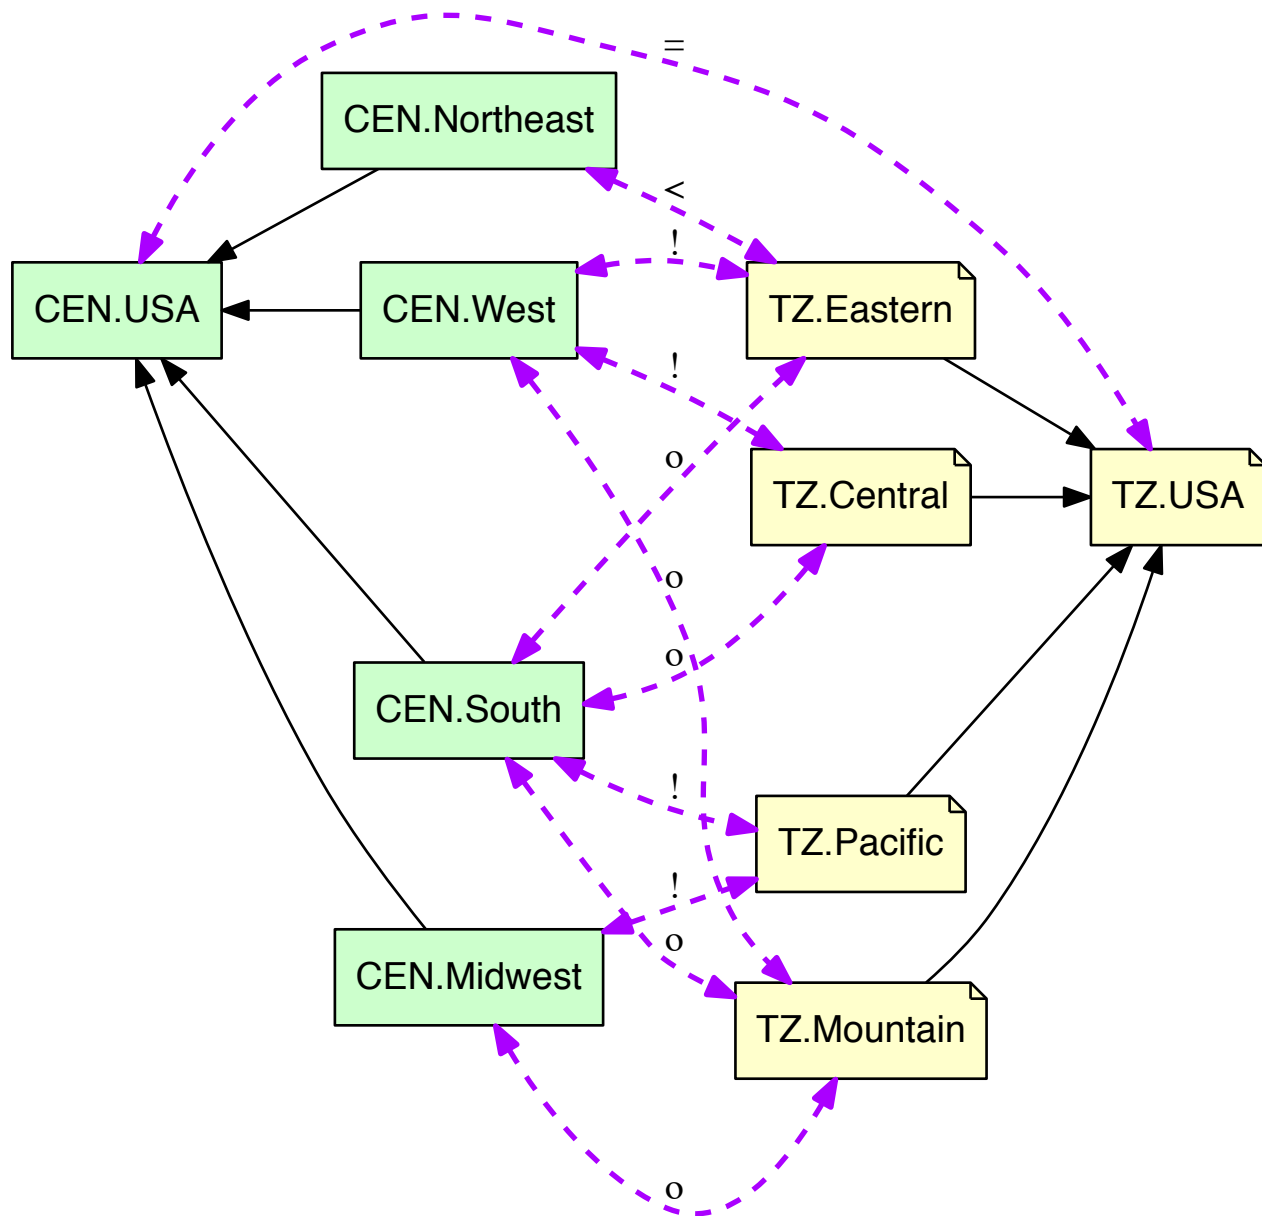 =
CEN.Northeast
<
!
CEN.USA
CEN.West
TZ.Eastern
!
o
TZ.Central
TZ.USA
o
o
CEN.South
!
TZ.Pacific
!
o
CEN.Midwest
TZ.Mountain
o